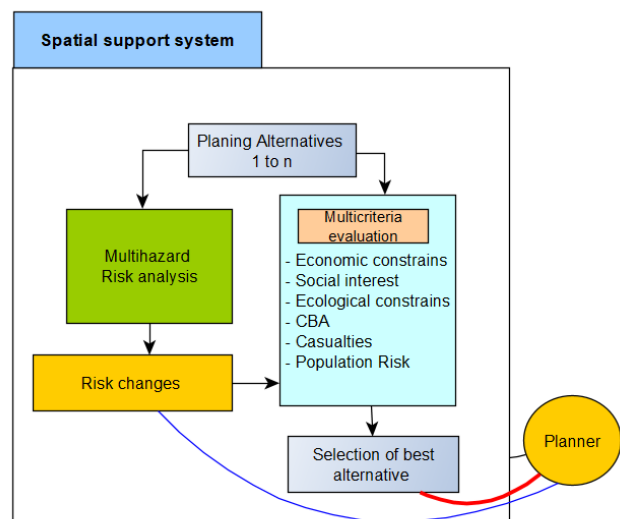 Spatial support system
Planing Alternatives
1 to n
Multihazard
Risk analysis
Multicriteria
evaluation
- Economic constrains
- Social interest
- Ecological constrains
- CBA
- Casualties
- Population Risk
Risk changes
Selection of best
alternative
Planner